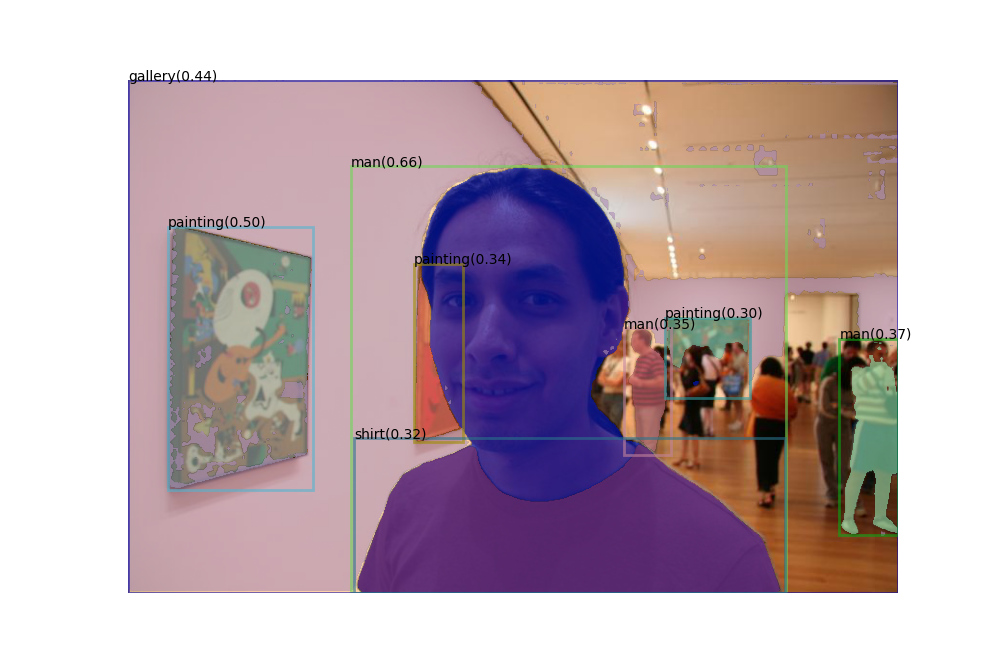 gallery(0.44)
man(0.66)
painting(0.50)
painting(0.34)
painting(0.30)
man(0.35)
man(0.37)
shirt(0.32)